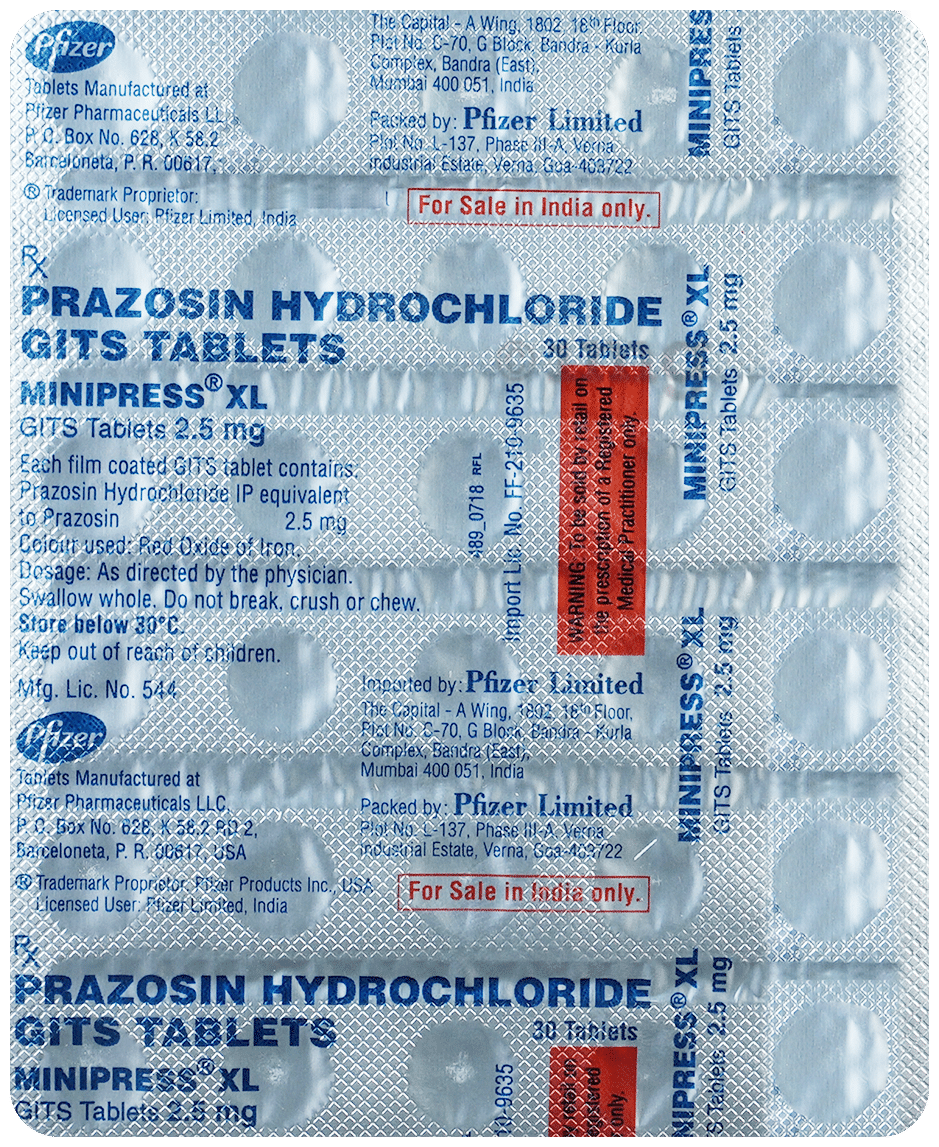 Pfizer
Tablets Manufactured at
Pfizer Pharmaceuticals LL
P. O. Box No. 628, K 58.2
Barceloneta, P. R. 00617,
® Trademark Proprietor:
Licensed User: Pfizer Limited, India
The Capital - A Wing, 1802, 18th Floor,
Plot No. C-70, G Block, Bandra - Kurla
Complex, Bandra (East),
Mumbai 400 051, India
Packed by: Pfizer Limited
Plot No. L-137, Phase III-A, Verna
Industrial Estate, Verna, Goa-403722
For Sale in India only.
MINIPRES
GITS Tablets
Rx
PRAZOSIN HYDROCHLORIDE
GITS TABLETS
30 Tablets
MINIPRESS® XL
GITS Tablets 2.5 mg
Each film coated GITS tablet contains:
Prazosin Hydrochloride IP equivalent
to Prazosin 2.5 mg
Colour used: Red Oxide of Iron.
Dosage: As directed by the physician.
Swallow whole. Do not break, crush or chew.
Store below 30°C.
Keep out of reach of children.
Mfg. Lic. No. 544
489_0718 RFL
Import Lic. No. FF-210-9635
WARNING: To be sold by retail on
the prescription of a Registered
Medical Practitioner only.
MINIPRESS® XL
GITS Tablets 2.5 mg
Pfizer
Tablets Manufactured at
Pfizer Pharmaceuticals LLC.
P. O. Box No. 628, K 58.2 RD 2,
Barceloneta, P. R. 00617, USA
® Trademark Proprietor: Pfizer Products Inc., USA
Licensed User: Pfizer Limited, India
Imported by: Pfizer Limited
The Capital - A Wing, 1802, 18th Floor,
Plot No. C-70, G Block, Bandra - Kurla
Complex, Bandra (East),
Mumbai 400 051, India
Packed by: Pfizer Limited
Plot No. L-137, Phase III-A, Verna
Industrial Estate, Verna, Goa-403722
For Sale in India only.
MINIPRESS® XL
GITS Tablets 2.5 mg
Rx
PRAZOSIN HYDROCHLORIDE
GITS TABLETS
30 Tablets
MINIPRESS® XL
GITS Tablets 2.5 mg
0-9635
y retail on
egistered
only.
MINIPRESS® XL
S Tablets 2.5 mg